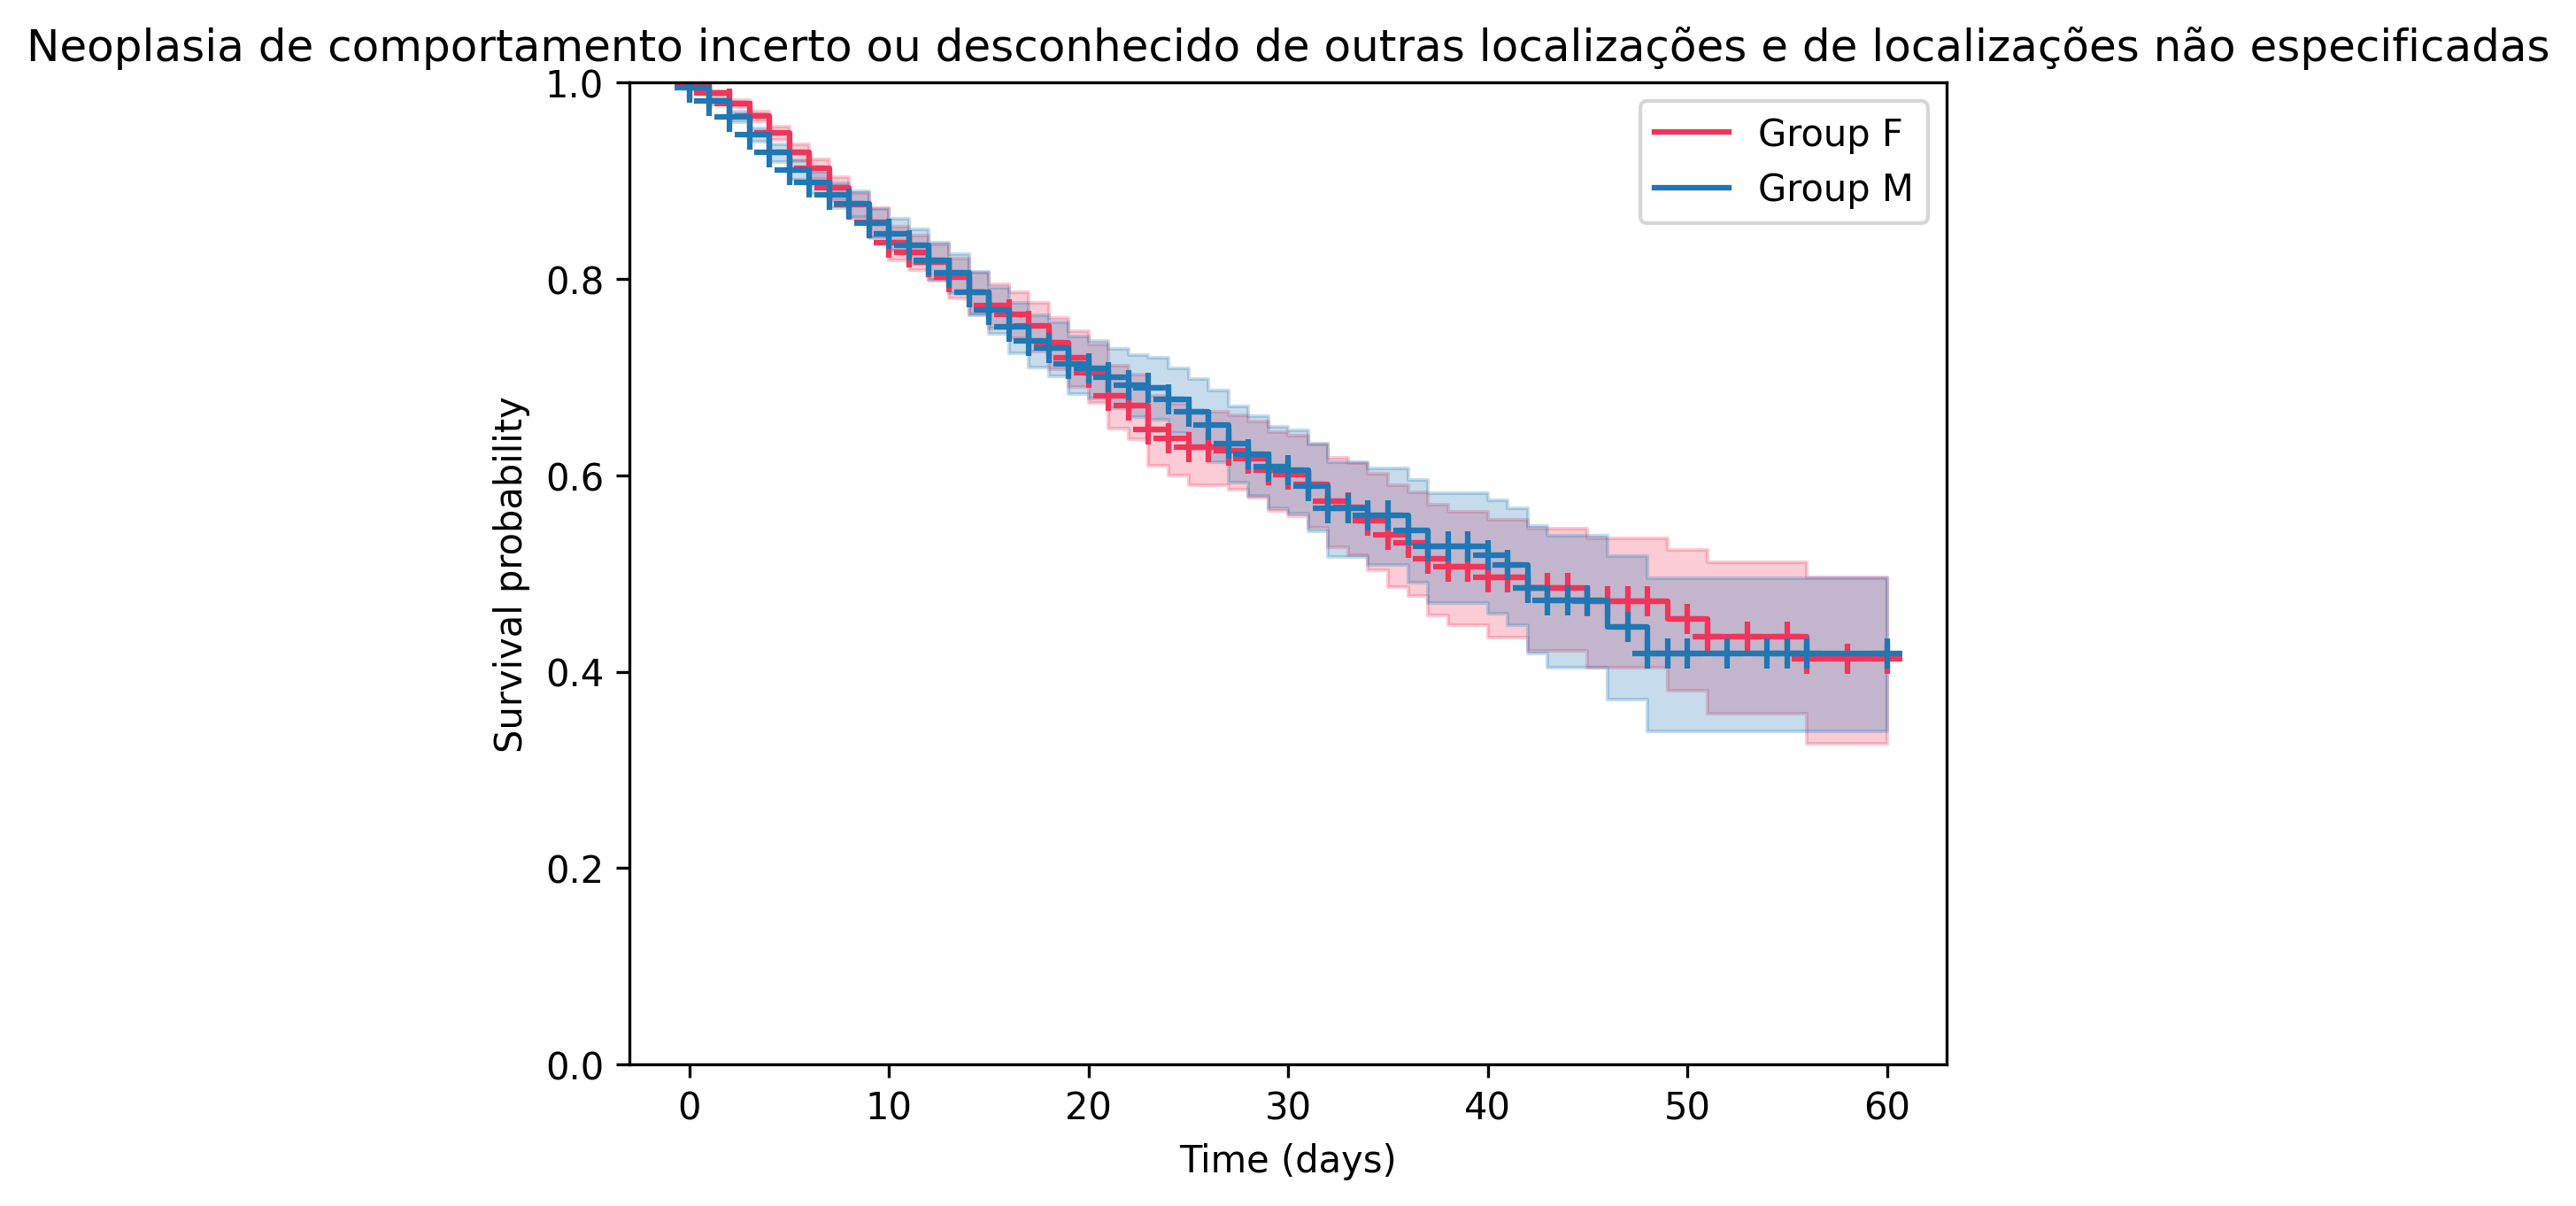 Neoplasia de comportamento incerto ou desconhecido de outras localizações e de localizações não especificadas
1.0
0.8
0.6
0.4
0.2
0.0
Survival probability
Group F
Group M
0 10 20 30 40 50 60
Time (days)